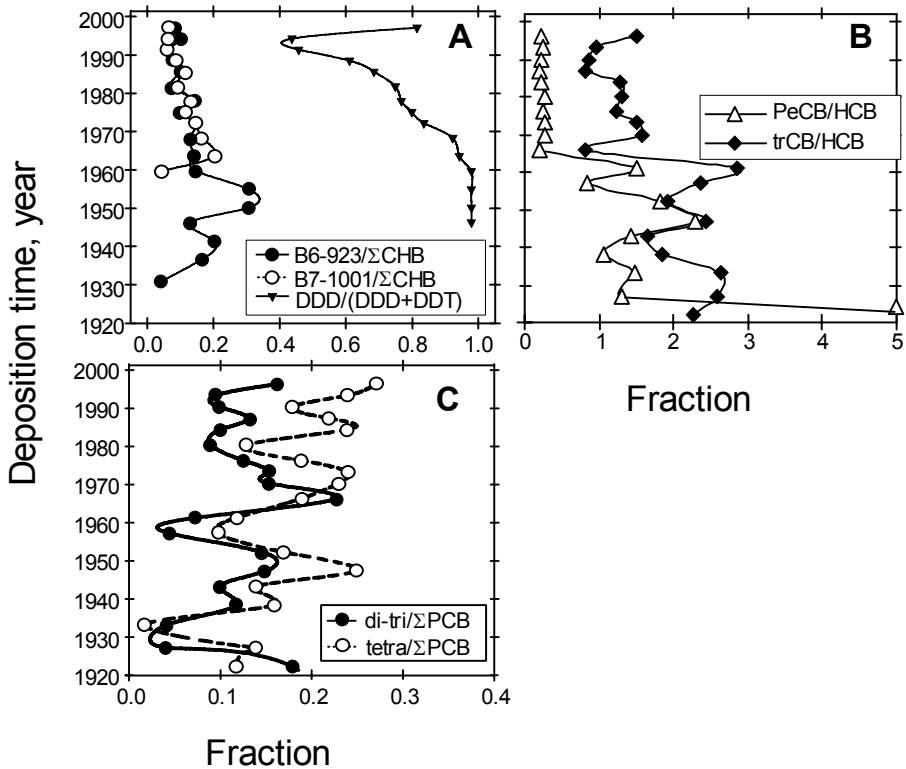 Deposition time, year
2000
1990
1980
1970
1960
1950
1940
1930
1920
A
B6-923/ΣCHB
B7-1001/ΣCHB
DDD/(DDD+DDT)
0.0 0.2 0.4 0.6 0.8 1.0
B
PeCB/HCB
trCB/HCB
0 1 2 3 4 5
Fraction
2000
1990
1980
1970
1960
1950
1940
1930
1920
C
di-tri/ΣPCB
tetra/ΣPCB
0.0 0.1 0.2 0.3 0.4
Fraction